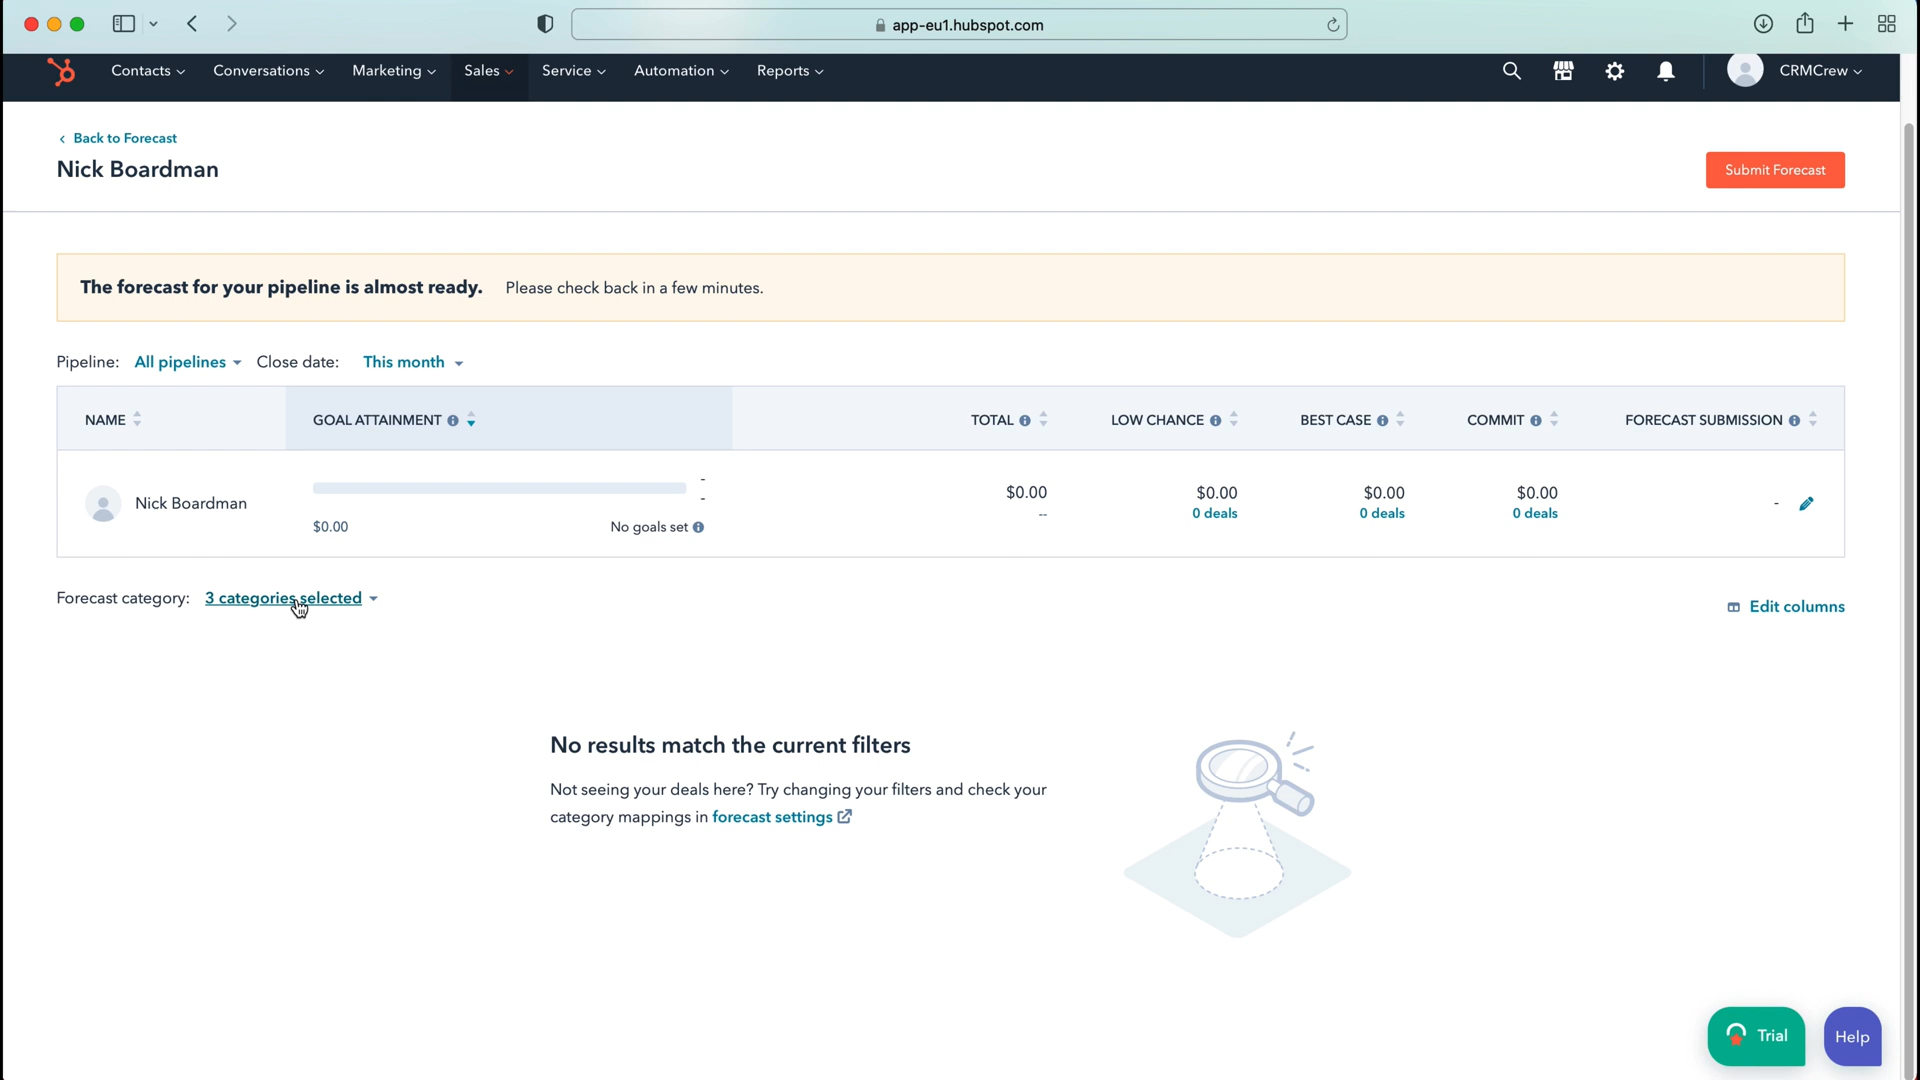 app-eu1.hubspot.com
Contacts Conversations Marketing Sales Service Automation Reports CRMCrew
Back to Forecast
Nick Boardman
Submit Forecast
The forecast for your pipeline is almost ready. Please check back in a few minutes.
Pipeline: All pipelines Close date: This month
NAME GOAL ATTAINMENT TOTAL LOW CHANCE BEST CASE COMMIT FORECAST SUBMISSION
-
Nick Boardman - $0.00 $0.00 $0.00 $0.00 -
-- 0 deals 0 deals 0 deals
$0.00 No goals set
Forecast category: 3 categories selected
Edit columns
No results match the current filters
Not seeing your deals here? Try changing your filters and check your
category mappings in forecast settings
Trial Help